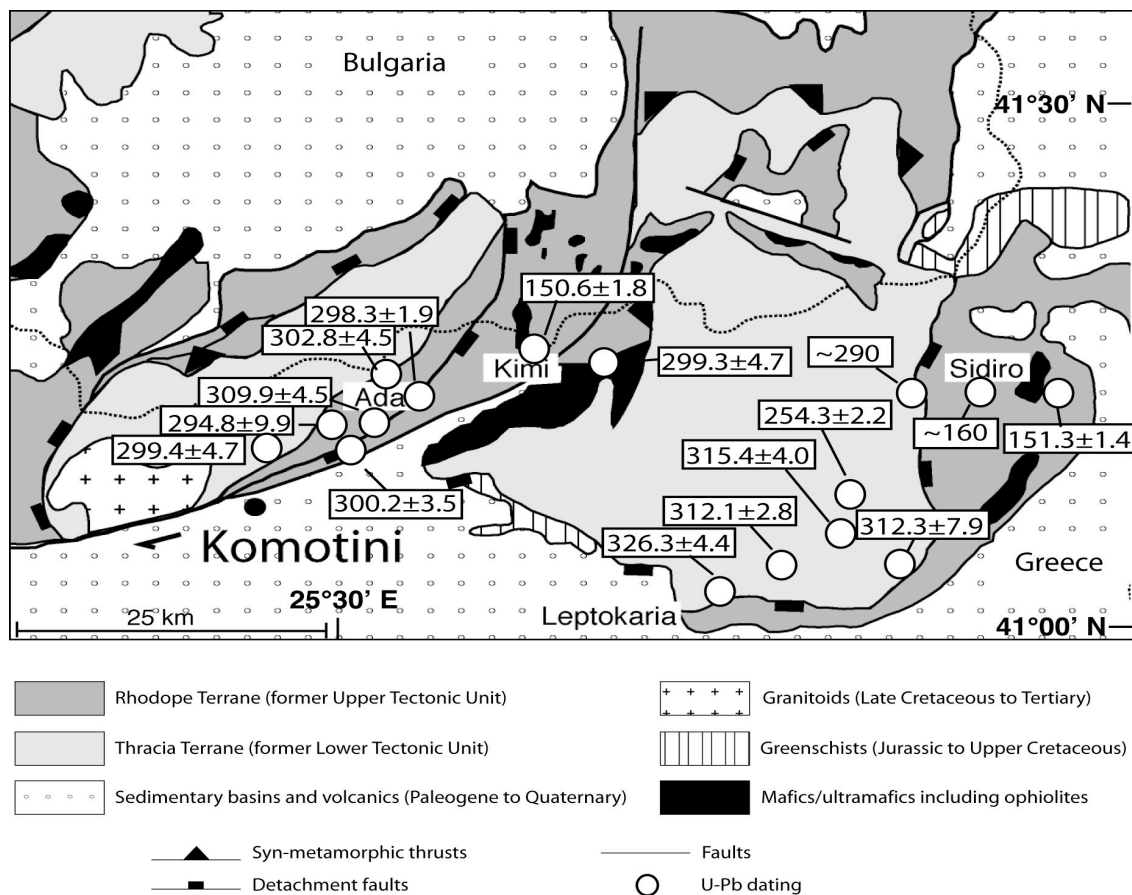 Bulgaria
41°30' N
150.6±1.8
298.3±1.9
302.8±4.5
Kimi
299.3±4.7
~290
Sidiro
309.9±4.5
Ada
294.8±9.9
254.3±2.2
~160
151.3±1.4
299.4±4.7
315.4±4.0
300.2±3.5
312.1±2.8
312.3±7.9
Komotini
326.3±4.4
Greece
25°30' E
25 km
Leptokaria
41°00' N
Rhodope Terrane (former Upper Tectonic Unit)
Granitoids (Late Cretaceous to Tertiary)
Thracia Terrane (former Lower Tectonic Unit)
Greenschists (Jurassic to Upper Cretaceous)
Sedimentary basins and volcanics (Paleogene to Quaternary)
Mafics/ultramafics including ophiolites
Syn-metamorphic thrusts
Faults
Detachment faults
U-Pb dating